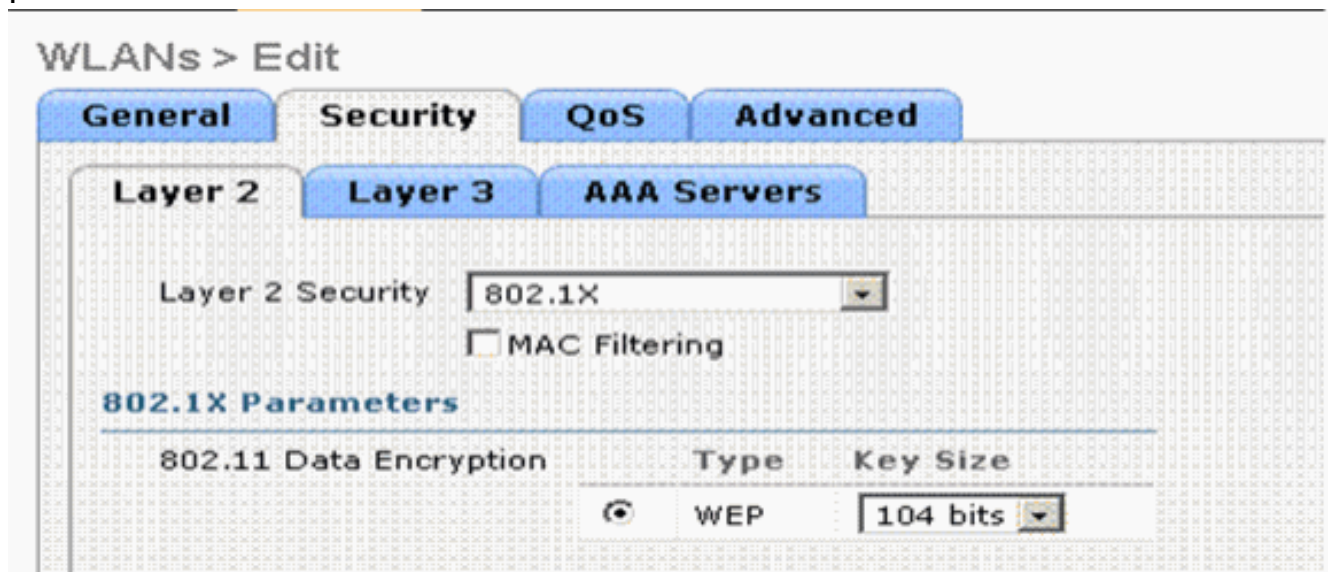 WLANs > Edit
General Security QoS Advanced
Layer 2 Layer 3 AAA Servers
Layer 2 Security 802.1X
MAC Filtering
802.1X Parameters
802.11 Data Encryption Type Key Size
WEP 104 bits